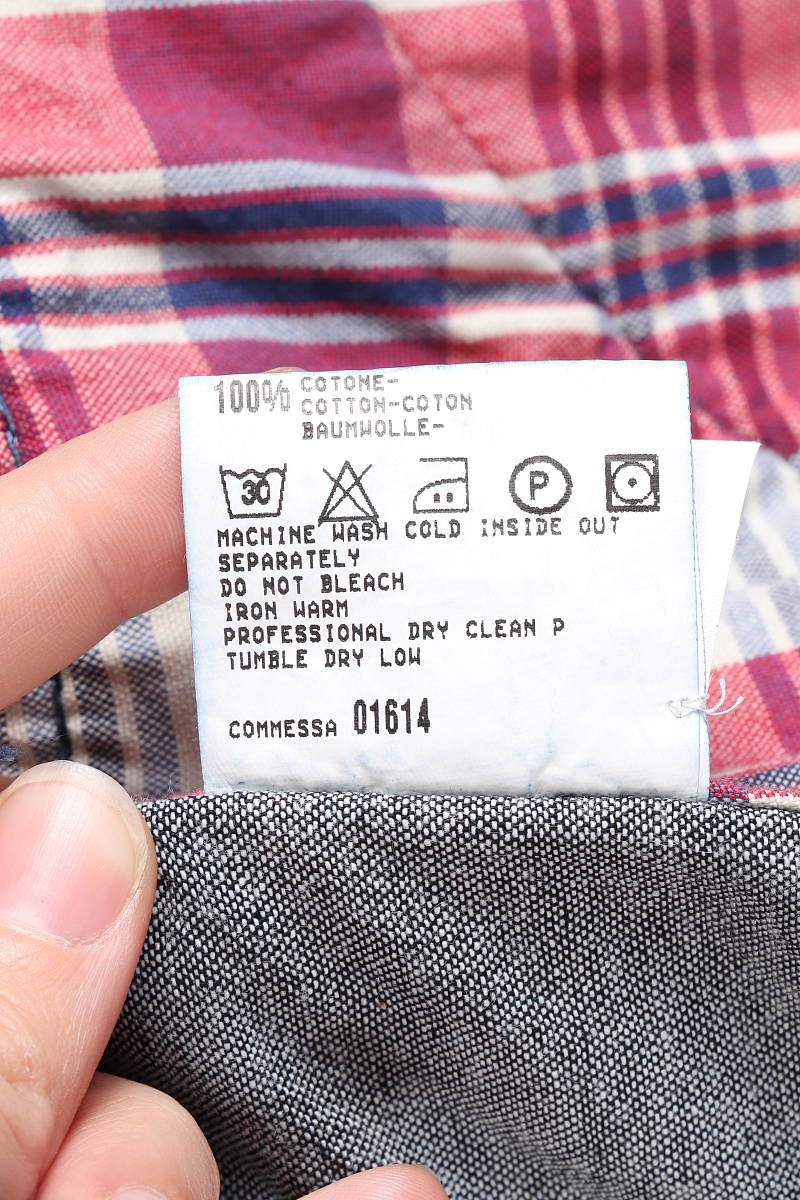 100% COTONE-
COTTON-COTON
BAUMWOLLE-
30 P
MACHINE WASH COLD INSIDE OUT
SEPARATELY
DO NOT BLEACH
IRON WARM
PROFESSIONAL DRY CLEAN P
TUMBLE DRY LOW
COMMESSA 01614